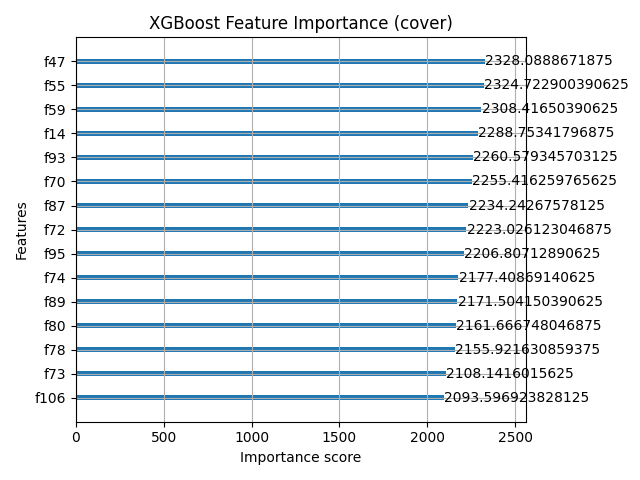 XGBoost Feature Importance (cover)
f47 2328.0888671875
f55 2324.722900390625
f59 2308.41650390625
f14 2288.75341796875
f93 2260.579345703125
f70 2255.416259765625
f87 2234.24267578125
f72 2223.026123046875
f95 2206.80712890625
f74 2177.40869140625
f89 2171.504150390625
f80 2161.666748046875
f78 2155.921630859375
f73 2108.1416015625
f106 2093.596923828125
Features
0 500 1000 1500 2000 2500
Importance score